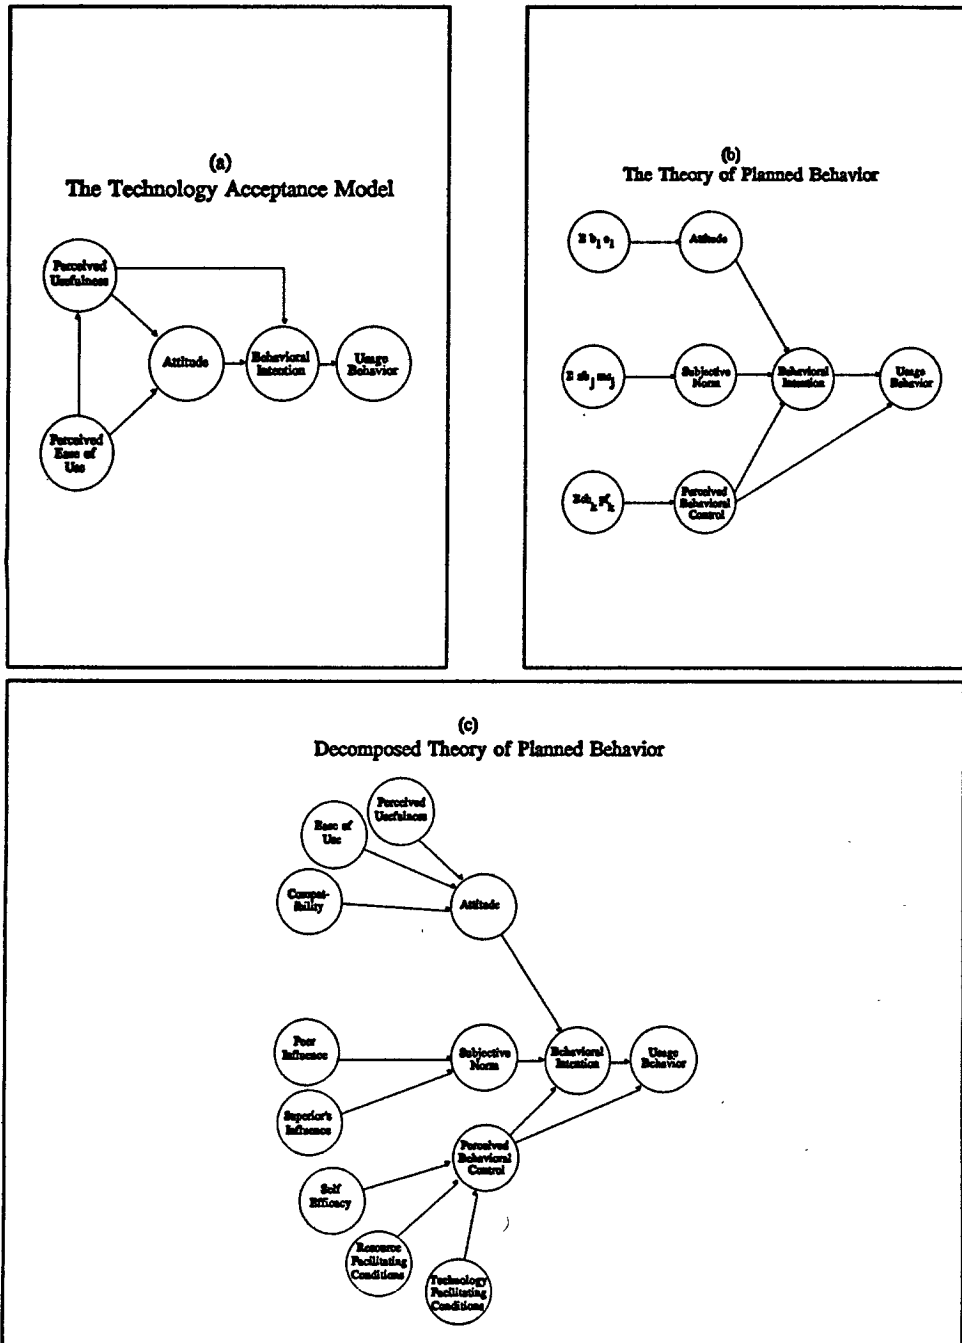 (a)
The Technology Acceptance Model
Perceived
Usefulness
Attitude
Behavioral
Intention
Usage
Behavior
Perceived
Ease of
Use
(b)
The Theory of Planned Behavior
Attitude
Subjective
Norm
Behavioral
Intention
Usage
Behavior
Perceived
Behavioral
Control
(c)
Decomposed Theory of Planned Behavior
Perceived
Usefulness
Ease of
Use
Compat-
ibility
Attitude
Peer
Influence
Subjective
Norm
Behavioral
Intention
Usage
Behavior
Superior's
Influence
Perceived
Behavioral
Control
Self
Efficacy
Resource
Facilitating
Conditions
Technology
Facilitating
Conditions